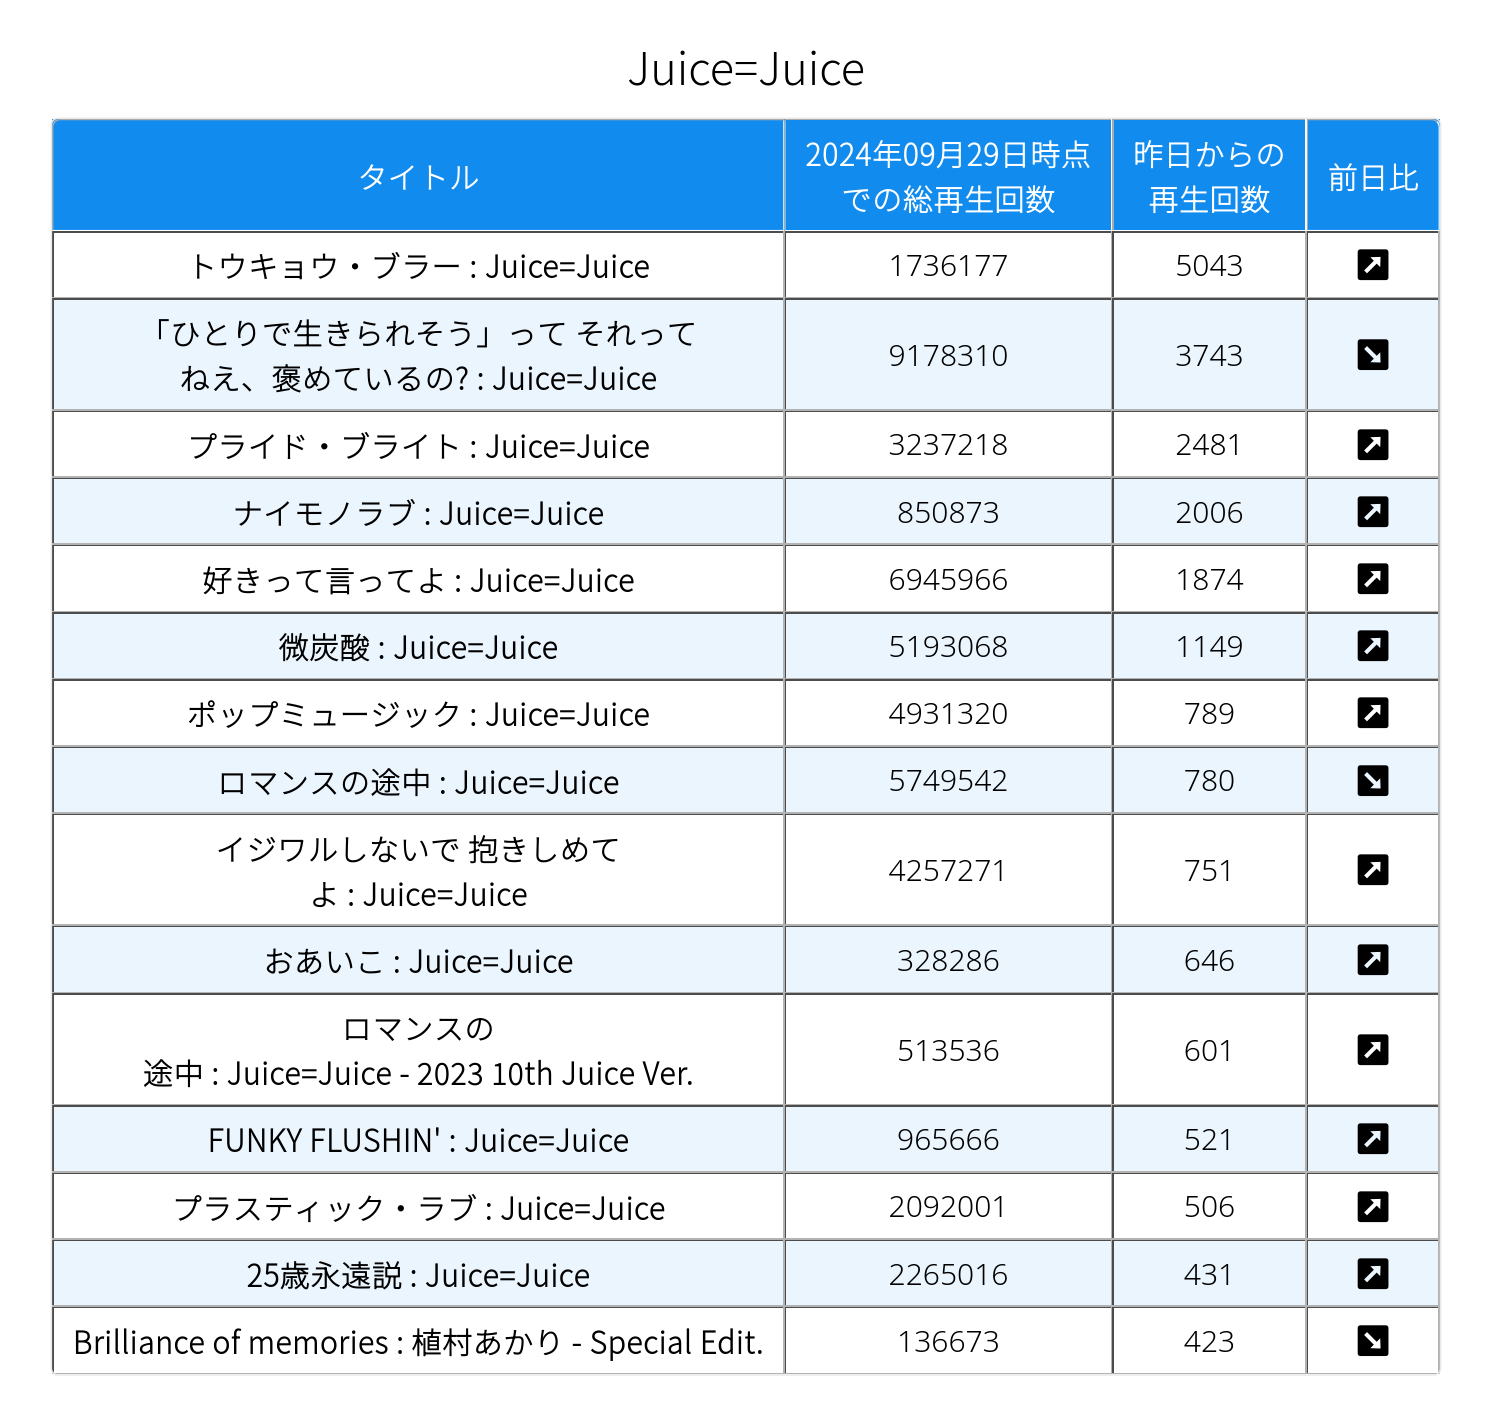 Juice=Juice
タイトル
2024年09月29日時点
での総再生回数
昨日からの
再生回数
前日比
トウキョウ・ブラー : Juice=Juice
1736177
5043
「ひとりで生きられそう」って それって
ねえ、褒めているの? : Juice=Juice
9178310
3743
プライド・ブライト : Juice=Juice
3237218
2481
ナイモノラブ : Juice=Juice
850873
2006
好きって言ってよ : Juice=Juice
6945966
1874
微炭酸 : Juice=Juice
5193068
1149
ポップミュージック : Juice=Juice
4931320
789
ロマンスの途中 : Juice=Juice
5749542
780
イジワルしないで 抱きしめて
よ : Juice=Juice
4257271
751
おあいこ : Juice=Juice
328286
646
ロマンスの
途中 : Juice=Juice - 2023 10th Juice Ver.
513536
601
FUNKY FLUSHIN' : Juice=Juice
965666
521
プラスティック・ラブ : Juice=Juice
2092001
506
25歳永遠説 : Juice=Juice
2265016
431
Brilliance of memories : 植村あかり - Special Edit.
136673
423